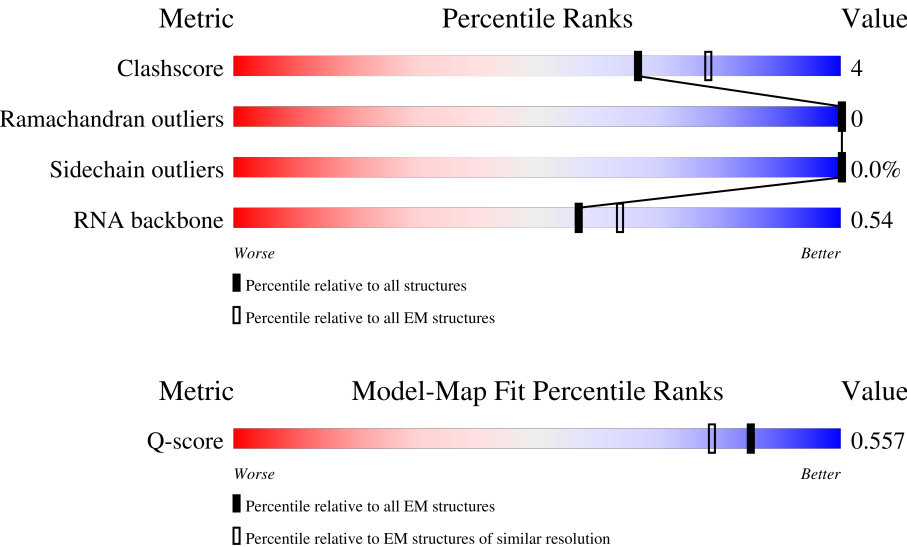 Metric Percentile Ranks Value
Clashscore 4
Ramachandran outliers 0
Sidechain outliers 0.0%
RNA backbone 0.54
Worse Better
Percentile relative to all structures
Percentile relative to all EM structures
Metric Model-Map Fit Percentile Ranks Value
Q-score 0.557
Worse Better
Percentile relative to all EM structures
Percentile relative to EM structures of similar resolution